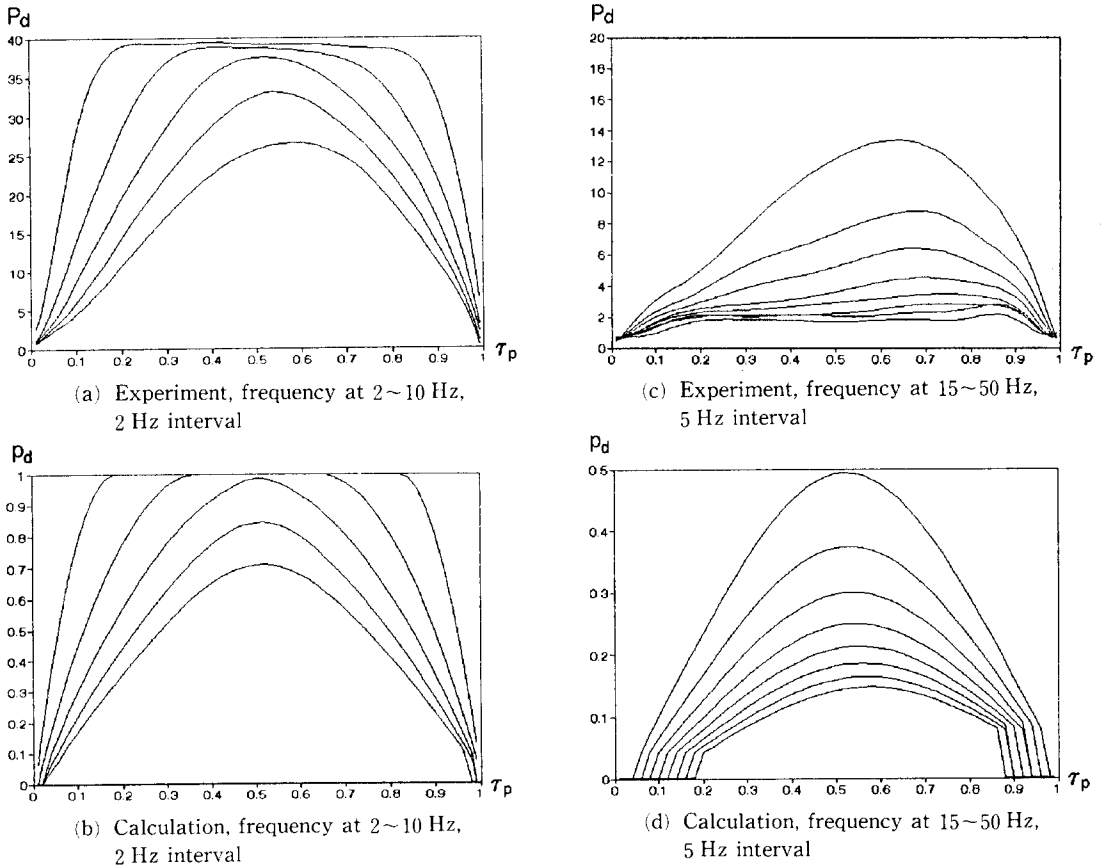 P_d
40
35
30
25
20
15
10
5
0
0 0.1 0.2 0.3 0.4 0.5 0.6 0.7 0.8 0.9 1 τ_p
(a) Experiment, frequency at 2~10 Hz,
2 Hz interval
P_d
20
18
16
14
12
10
8
6
4
2
0
0 0.1 0.2 0.3 0.4 0.5 0.6 0.7 0.8 0.9 1 τ_p
(c) Experiment, frequency at 15~50 Hz,
5 Hz interval
p_d
1
0.9
0.8
0.7
0.6
0.5
0.4
0.3
0.2
0.1
0
0 0.1 0.2 0.3 0.4 0.5 0.6 0.7 0.8 0.9 1 τ_p
(b) Calculation, frequency at 2~10 Hz,
2 Hz interval
p_d
0.5
0.4
0.3
0.2
0.1
0
0 0.1 0.2 0.3 0.4 0.5 0.6 0.7 0.8 0.9 1 τ_p
(d) Calculation, frequency at 15~50 Hz,
5 Hz interval